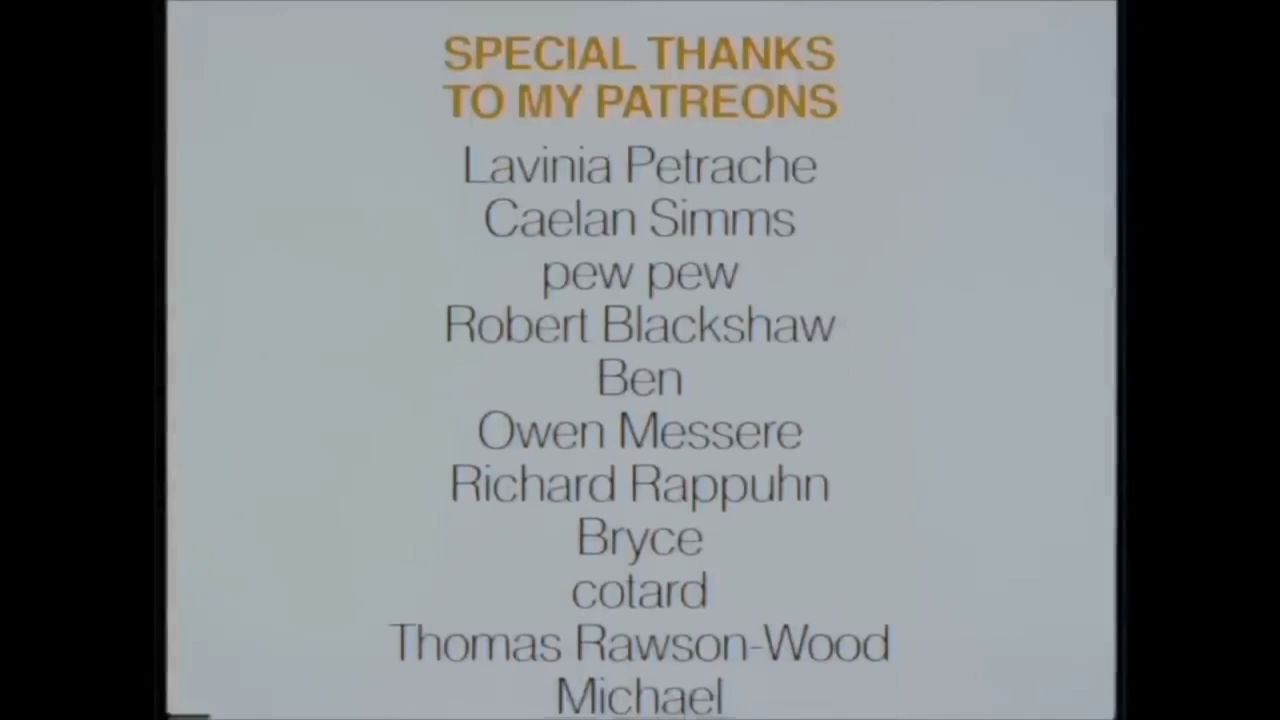 SPECIAL THANKS
TO MY PATREONS
Lavinia Petrache
Caelan Simms
pew pew
Robert Blackshaw
Ben
Owen Messere
Richard Rappuhn
Bryce
cotard
Thomas Rawson-Wood
Michael